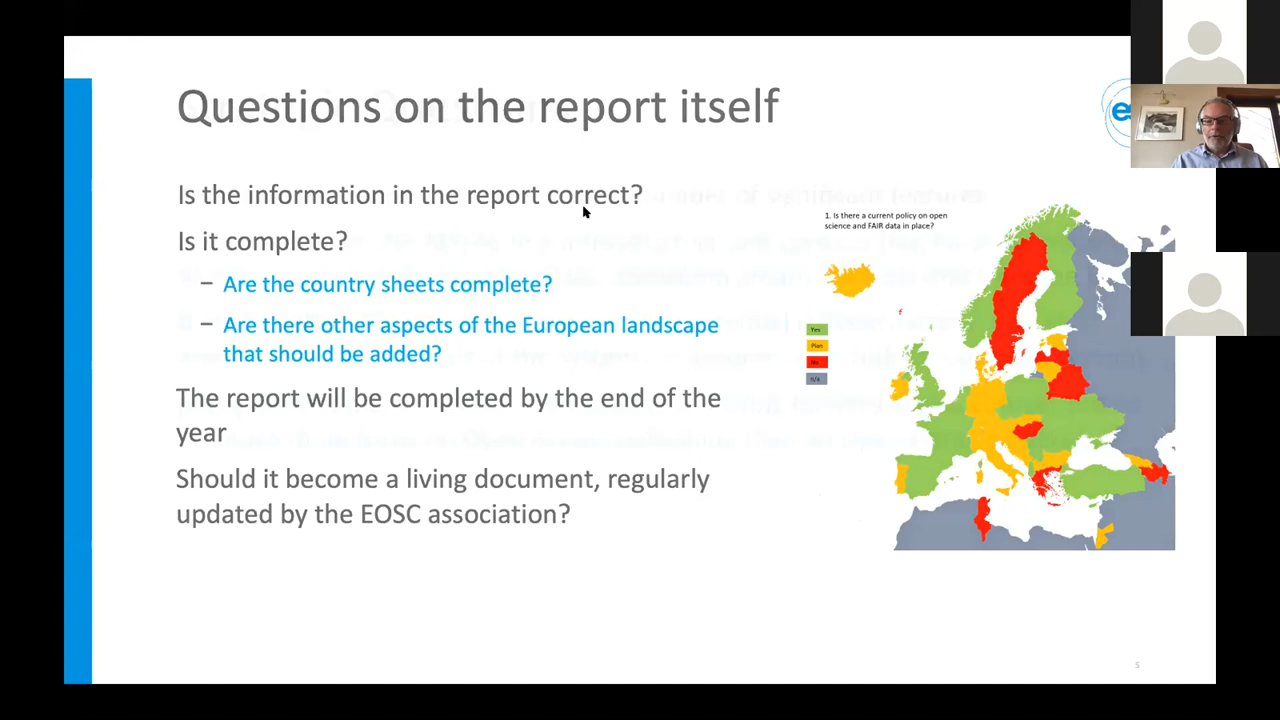 Questions on the report itself
Is the information in the report correct?
Is it complete?
– Are the country sheets complete?
– Are there other aspects of the European landscape
that should be added?
The report will be completed by the end of the
year
Should it become a living document, regularly
updated by the EOSC association?
1. Is there a current policy on open
science and FAIR data in place?
Yes
Plan
No
n/a
5